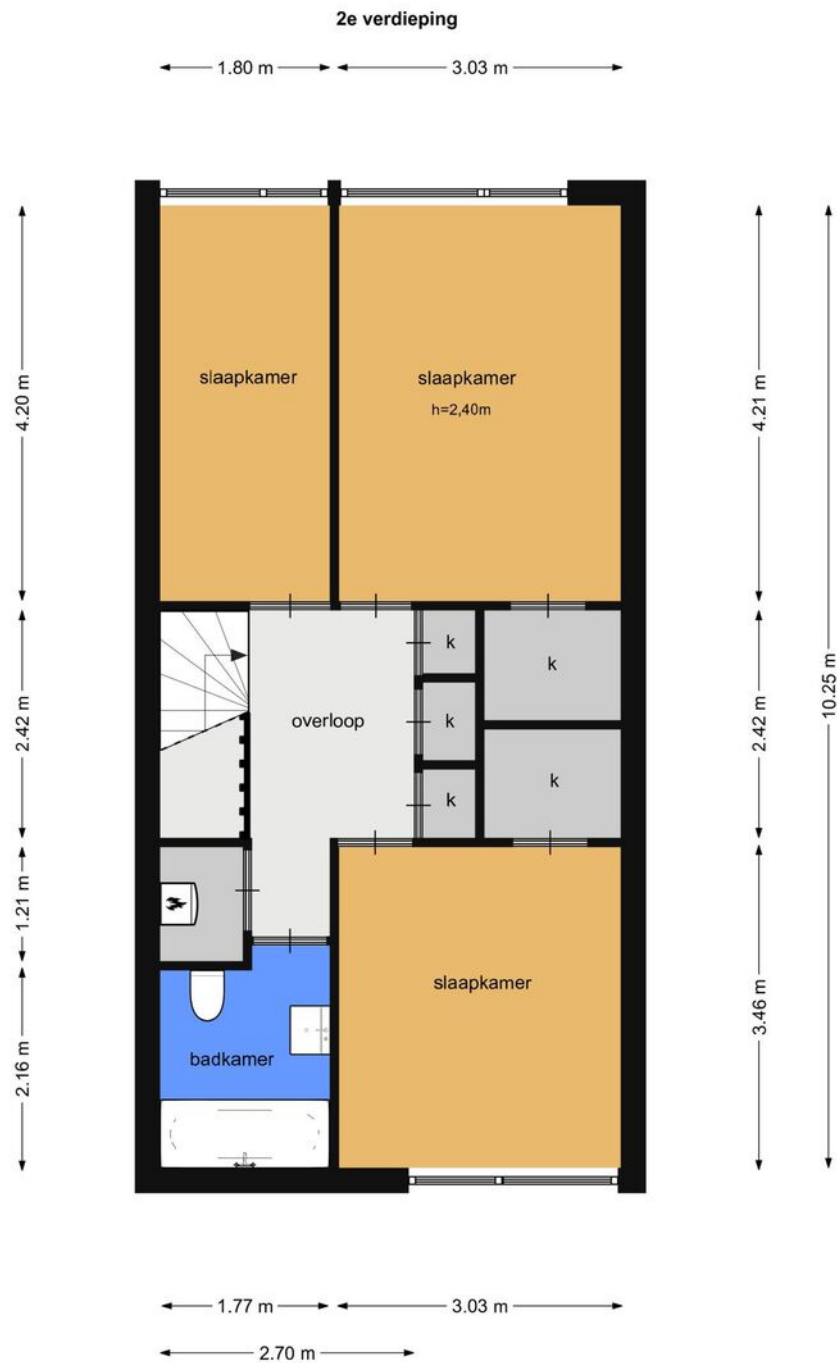 2e verdieping
1.80 m
3.03 m
4.20 m
slaapkamer
slaapkamer
h=2,40m
4.21 m
10.25 m
2.42 m
overloop
k
k
k
k
k
2.42 m
1.21 m
slaapkamer
3.46 m
2.16 m
badkamer
1.77 m
3.03 m
2.70 m